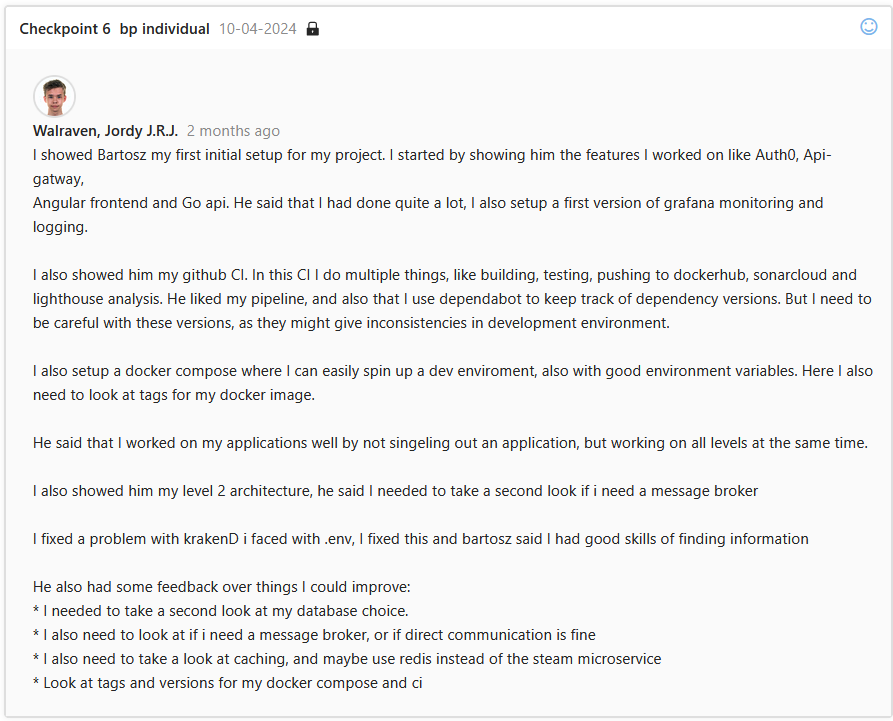 Checkpoint 6 bp individual 10-04-2024
Walraven, Jordy J.R.J. 2 months ago
I showed Bartosz my first initial setup for my project. I started by showing him the features I worked on like Auth0, Api-
gatway,
Angular frontend and Go api. He said that I had done quite a lot, I also setup a first version of grafana monitoring and
logging.
I also showed him my github CI. In this CI I do multiple things, like building, testing, pushing to dockerhub, sonarcloud and
lighthouse analysis. He liked my pipeline, and also that I use dependabot to keep track of dependency versions. But I need to
be careful with these versions, as they might give inconsistencies in development environment.
I also setup a docker compose where I can easily spin up a dev enviroment, also with good environment variables. Here I also
need to look at tags for my docker image.
He said that I worked on my applications well by not singeling out an application, but working on all levels at the same time.
I also showed him my level 2 architecture, he said I needed to take a second look if i need a message broker
I fixed a problem with krakenD i faced with .env, I fixed this and bartosz said I had good skills of finding information
He also had some feedback over things I could improve:
* I needed to take a second look at my database choice.
* I also need to look at if i need a message broker, or if direct communication is fine
* I also need to take a look at caching, and maybe use redis instead of the steam microservice
* Look at tags and versions for my docker compose and ci